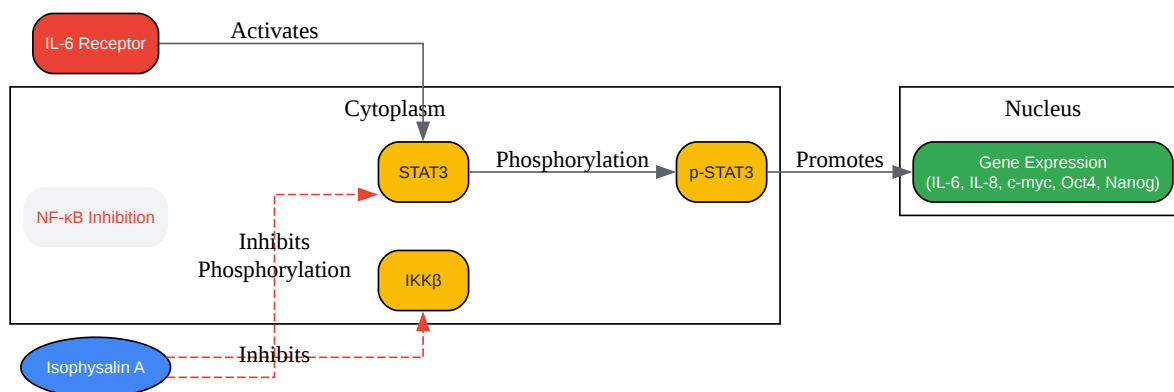 IL-6 Receptor
Activates
Cytoplasm
Nucleus
STAT3
Phosphorylation
p-STAT3
Promotes
Gene Expression
(IL-6, IL-8, c-myc, Oct4, Nanog)
NF-κB Inhibition
Inhibits
Phosphorylation
IKKβ
Isophysalin A
Inhibits